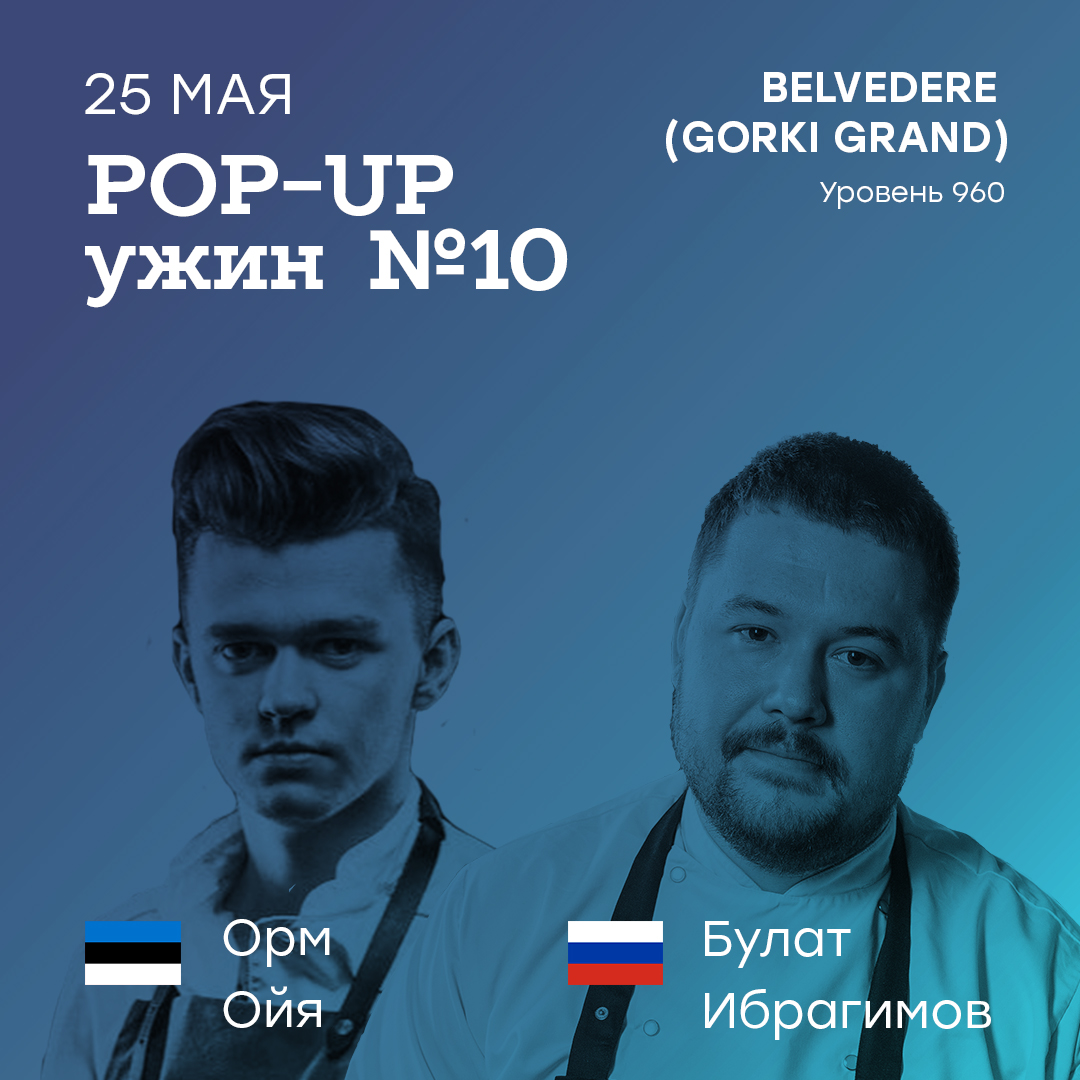 25 МАЯ
POP-UP
ужин №10
BELVEDERE
(GORKI GRAND)
Уровень 960
Орм
Ойя
Булат
Ибрагимов